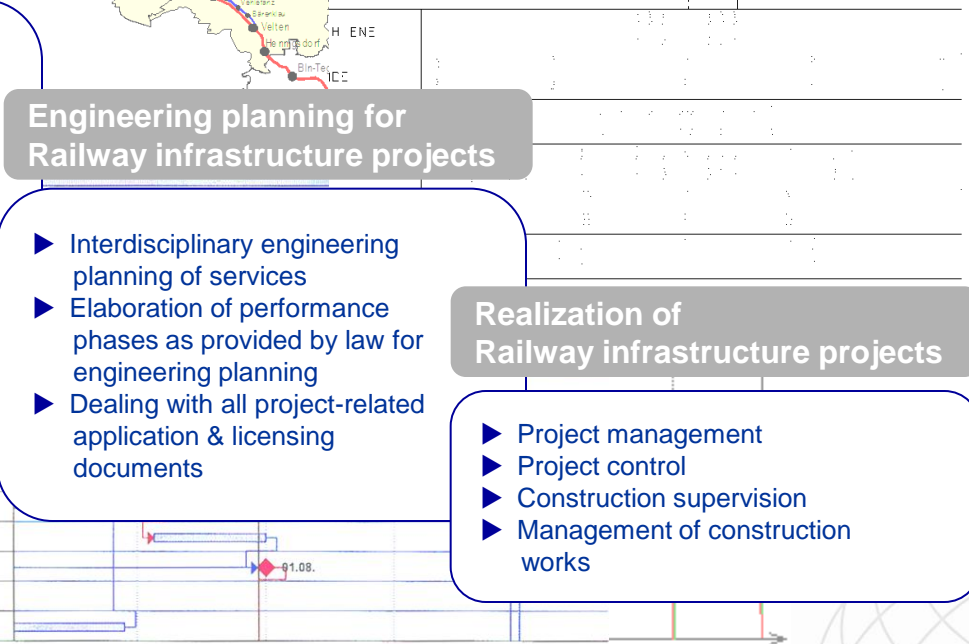 Velten
Hennigsdorf
H ENE
Engineering planning for
Railway infrastructure projects
▶ Interdisciplinary engineering
planning of services
▶ Elaboration of performance
phases as provided by law for
engineering planning
▶ Dealing with all project-related
application & licensing
documents
Realization of
Railway infrastructure projects
▶ Project management
▶ Project control
▶ Construction supervision
▶ Management of construction
works
01.08.